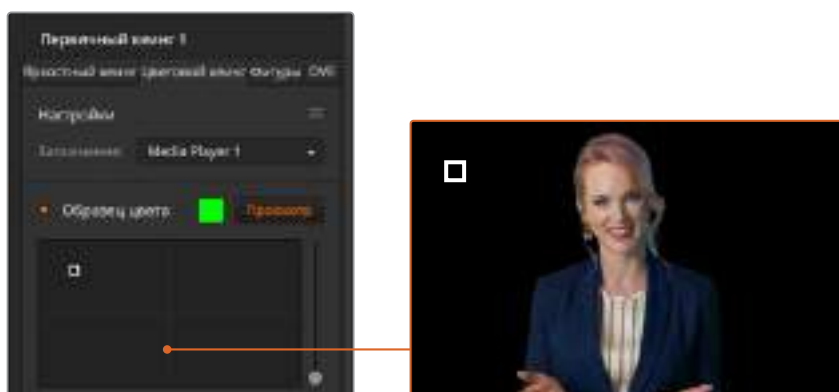 Первичный кеинг 1
Яркостный кеинг Цветовой кеинг Фигуры DVE
Настройки
Заполнение Media Player 1
Образец цвета Просмотр